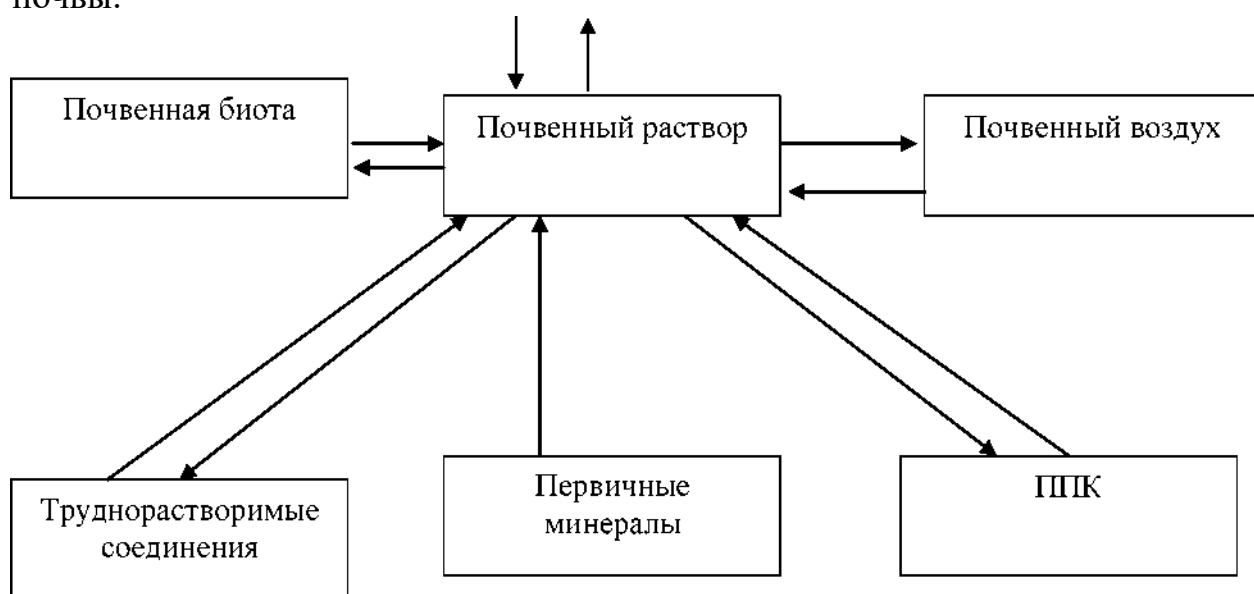 почвы.
Почвенная биота
Почвенный раствор
Почвенный воздух
Труднорастворимые
соединения
Первичные
минералы
ППК